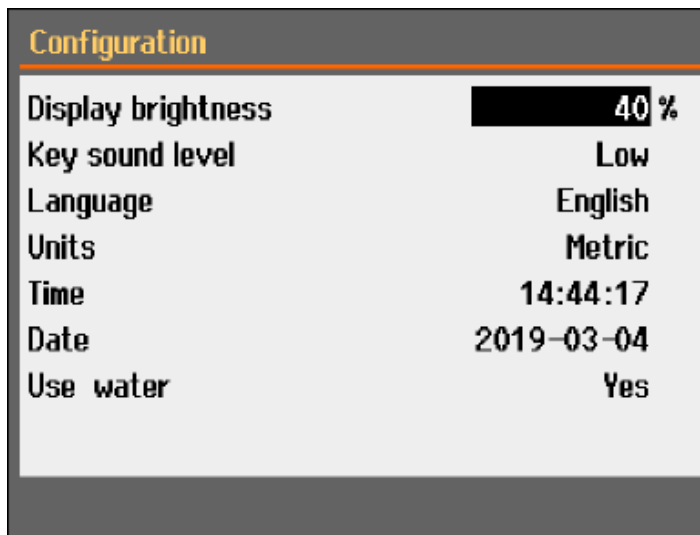 Configuration
Display brightness 40 %
Key sound level Low
Language English
Units Metric
Time 14:44:17
Date 2019-03-04
Use water Yes